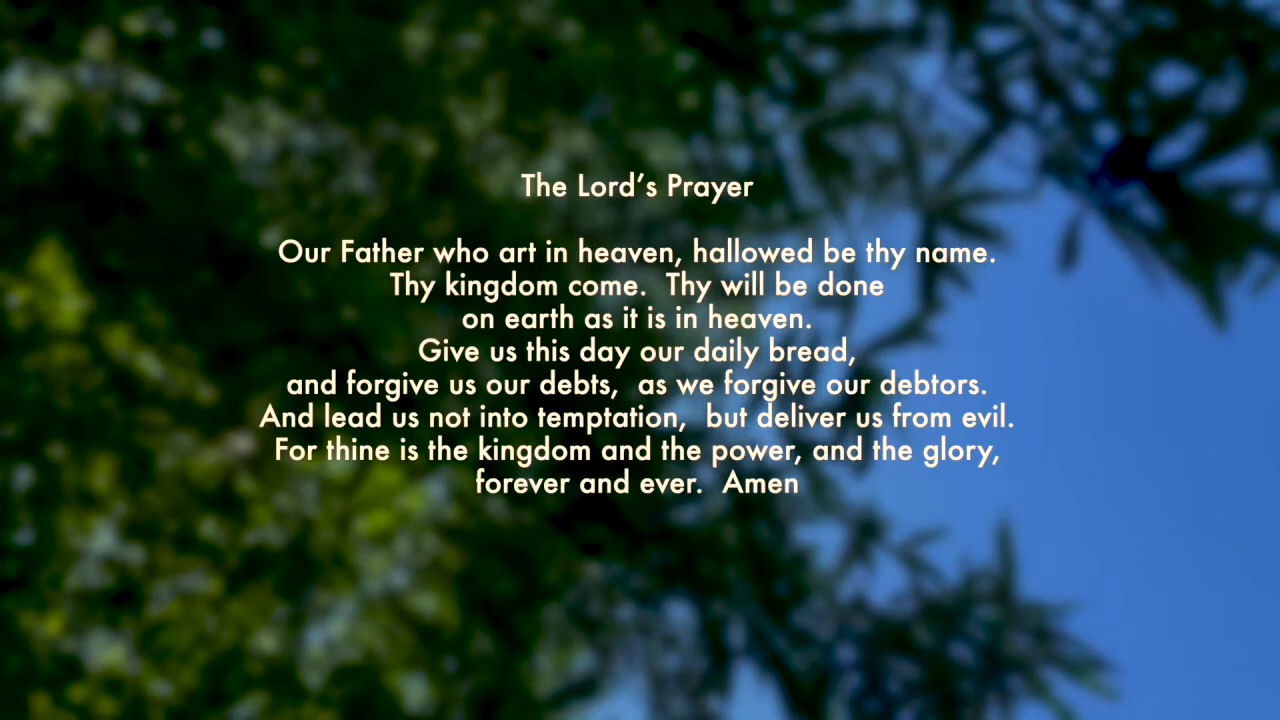 The Lord’s Prayer
Our Father who art in heaven, hallowed be thy name.
Thy kingdom come.  Thy will be done
on earth as it is in heaven.
Give us this day our daily bread,
and forgive us our debts,  as we forgive our debtors.
And lead us not into temptation,  but deliver us from evil.
For thine is the kingdom and the power, and the glory,
forever and ever.  Amen